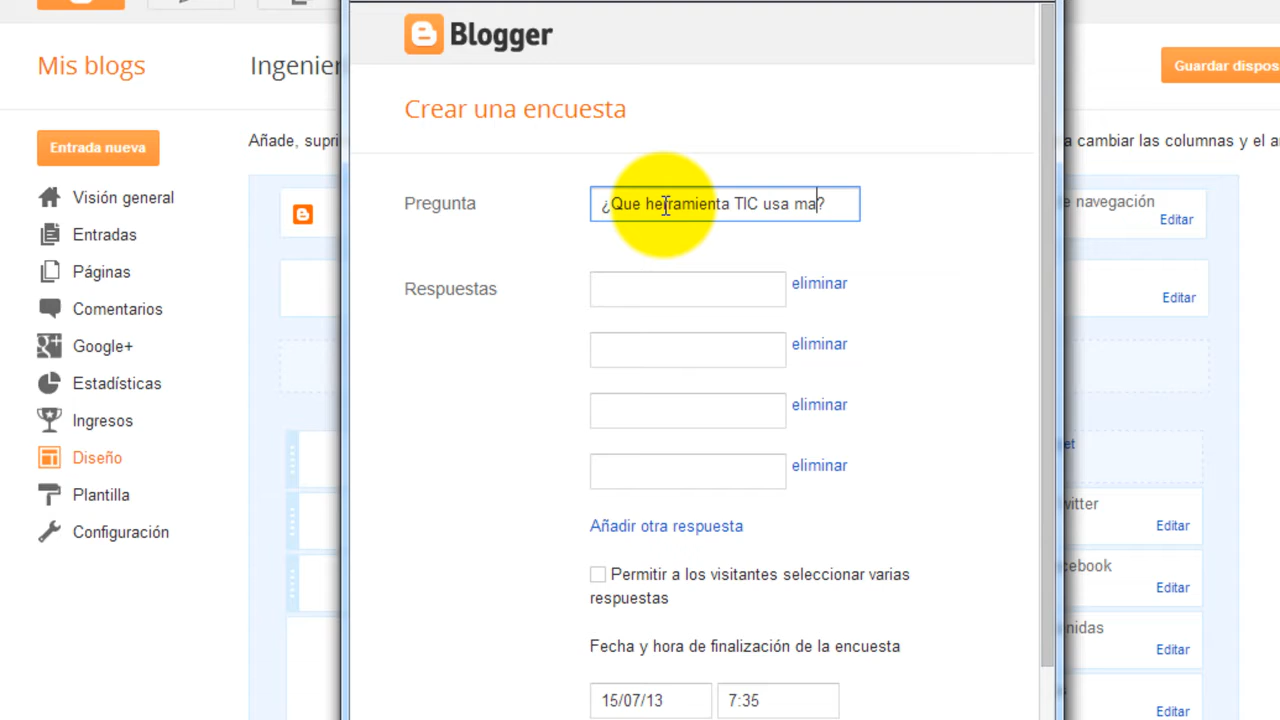 Blogger
Mis blogs
Ingenier
Guardar dispos
Crear una encuesta
Añade, supri
a cambiar las columnas y el a
Entrada nueva
Visión general
Entradas
Páginas
Comentarios
Google+
Estadísticas
Ingresos
Diseño
Plantilla
Configuración
Pregunta
¿Que herramienta TIC usa ma?
Respuestas
eliminar
eliminar
eliminar
eliminar
Añadir otra respuesta
Permitir a los visitantes seleccionar varias
respuestas
Fecha y hora de finalización de la encuesta
15/07/13
7:35
e navegación
Editar
Editar
et
witter
Editar
cebook
Editar
nidas
Editar
Editar